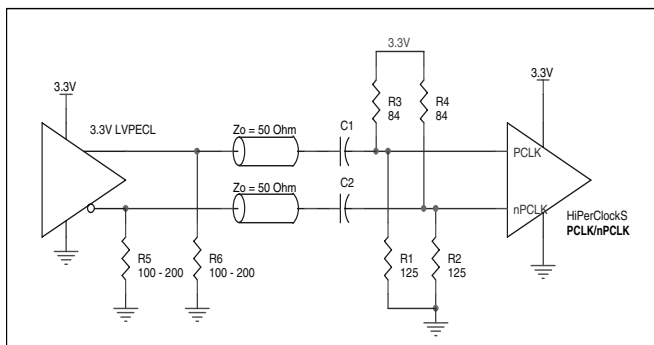 3.3V
3.3V
3.3V
R3
84
R4
84
3.3V LVPECL
Zo = 50 Ohm
C1
PCLK
Zo = 50 Ohm
C2
nPCLK
HiPerClockS
PCLK/nPCLK
R5
100 - 200
R6
100 - 200
R1
125
R2
125